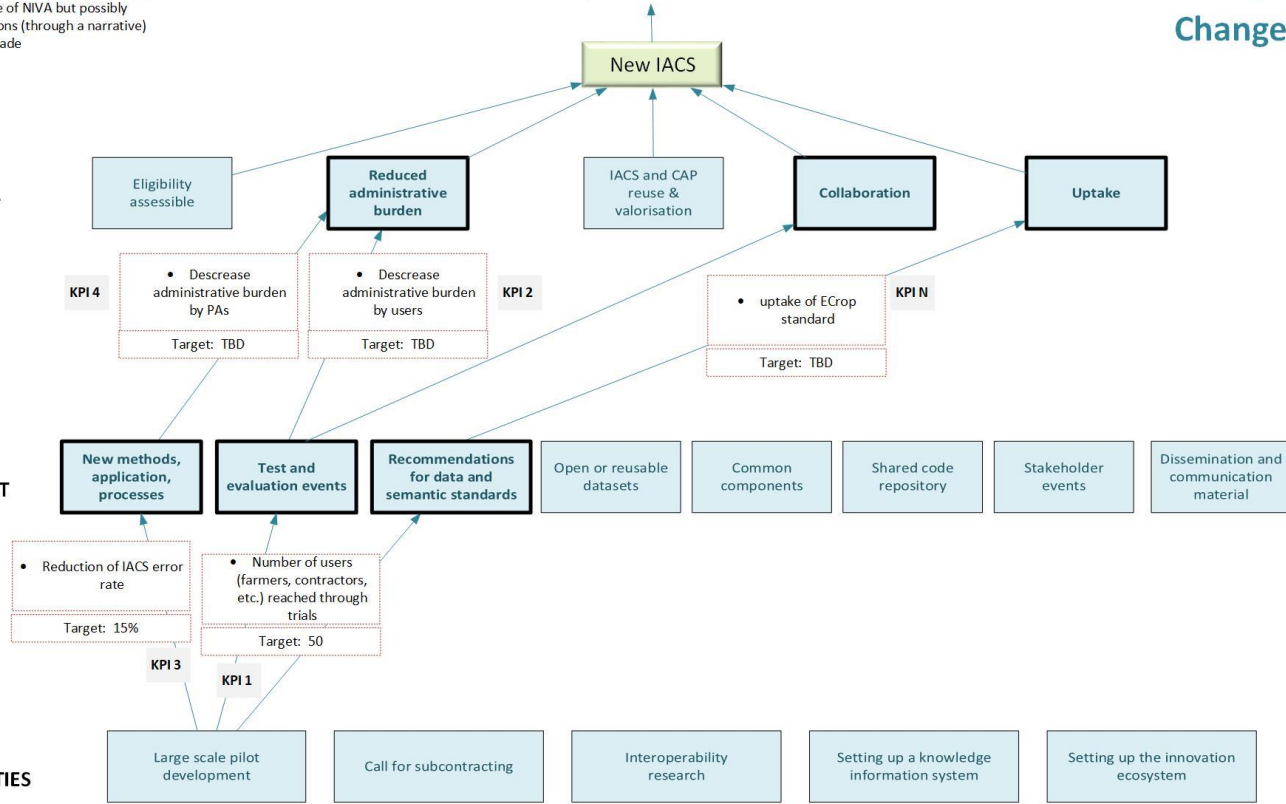 e of NIVA but possibly
ons (through a narrative)
ade
Change
New IACS
Eligibility
assessible
Reduced
administrative
burden
IACS and CAP
reuse &
valorisation
Collaboration
Uptake
KPI 4
• Descrease
administrative burden
by PAs
Target: TBD
• Descrease
administrative burden
by users
Target: TBD
KPI 2
• uptake of ECrop
standard
Target: TBD
KPI N
T
New methods,
application,
processes
Test and
evaluation events
Recommendations
for data and
semantic standards
Open or reusable
datasets
Common
components
Shared code
repository
Stakeholder
events
Dissemination and
communication
material
• Reduction of IACS error
rate
Target: 15%
KPI 3
• Number of users
(farmers, contractors,
etc.) reached through
trials
Target: 50
KPI 1
TIES
Large scale pilot
development
Call for subcontracting
Interoperability
research
Setting up a knowledge
information system
Setting up the innovation
ecosystem